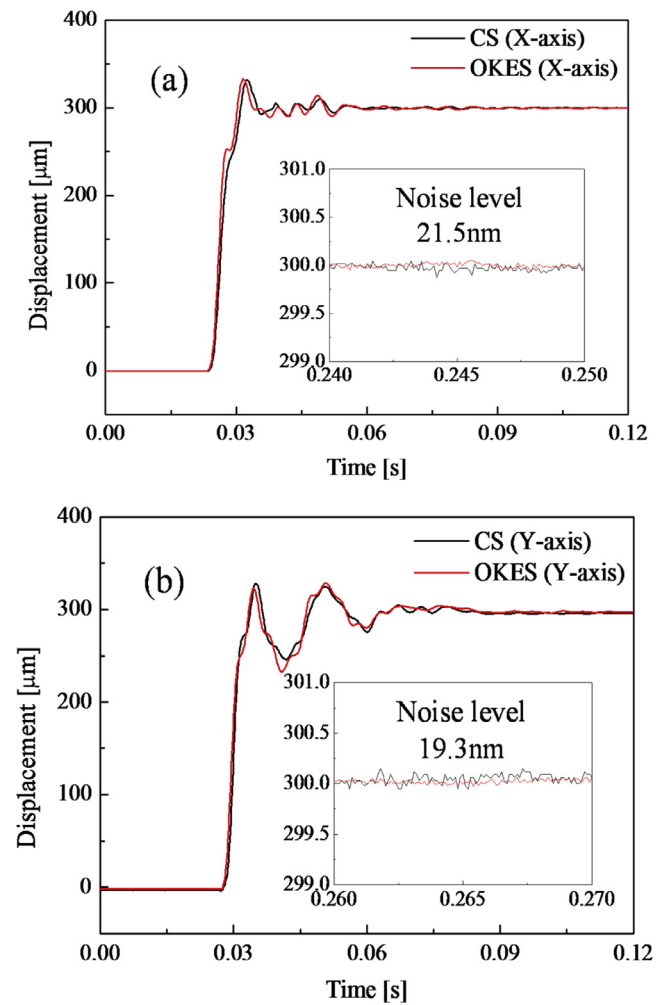 400
CS (X-axis)
(a)
OKES (X-axis)
300
301.0
Noise level
300.5
21.5nm
200
300.0
100
299.5
0
299.0
0.240
0.245
0.250
Displacement [μm]
0.00
0.03
0.06
0.09
0.12
Time [s]
400
CS (Y-axis)
(b)
OKES (Y-axis)
300
301.0
Noise level
300.5
19.3nm
200
300.0
100
299.5
0
299.0
0.260
0.265
0.270
Displacement [μm]
0.00
0.03
0.06
0.09
0.12
Time [s]